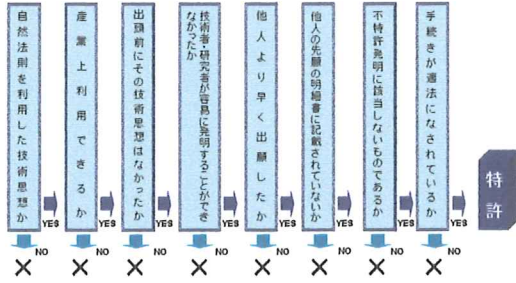 自然法則を利用した技術思想か
産業上利用できるか
出願前にその技術思想はなかったか
技術者・研究者が容易に発明することができ
なかったか
他人より早く出願したか
他人の先願の明細書に記載されていないか
不特許発明に該当しないものであるか
手続きが適法になされているか
特許
YES
YES
YES
YES
YES
YES
YES
YES
NO
NO
NO
NO
NO
NO
NO
NO